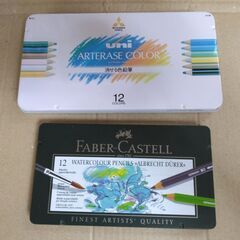 uni
ARTERASE COLOR
消せる色鉛筆
12
COLORS
FABER-CASTELL
12
WATERCOLOUR PENCILS »ALBRECHT DÜRER«
FINEST ARTISTS' QUALITY